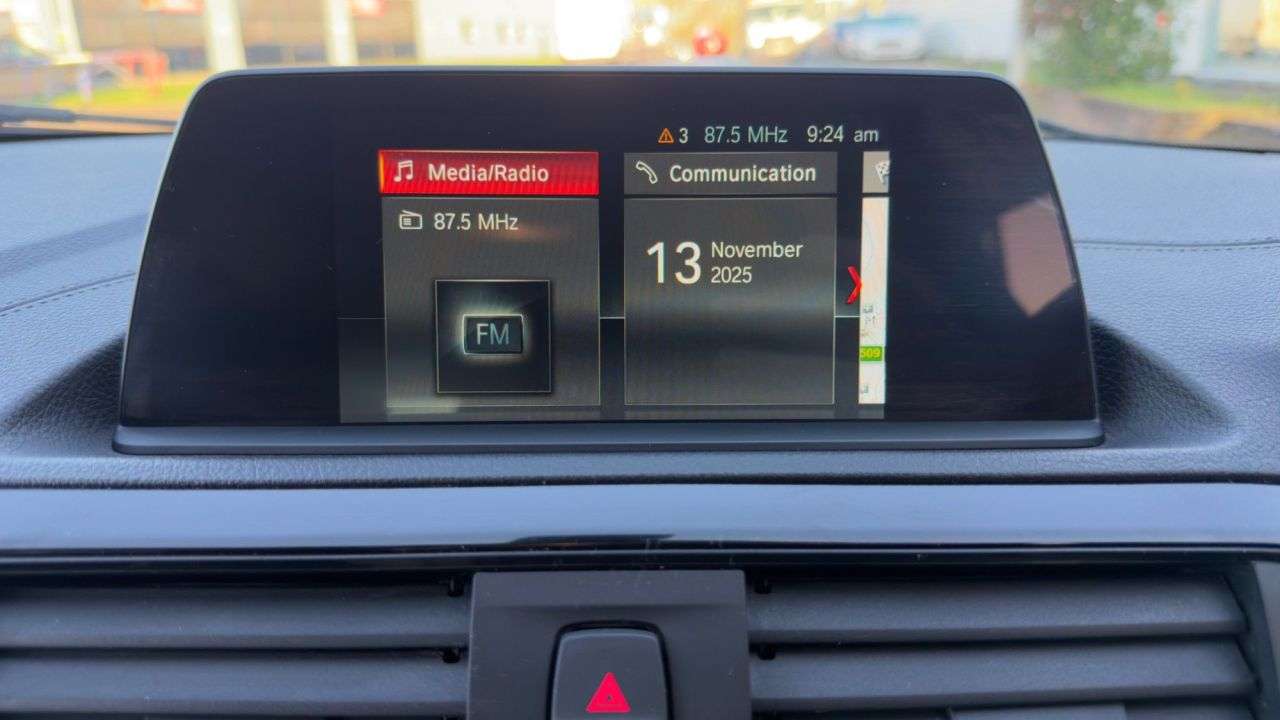 3 87.5 MHz 9:24 am
Media/Radio
87.5 MHz
FM
Communication
13 November
2025
509